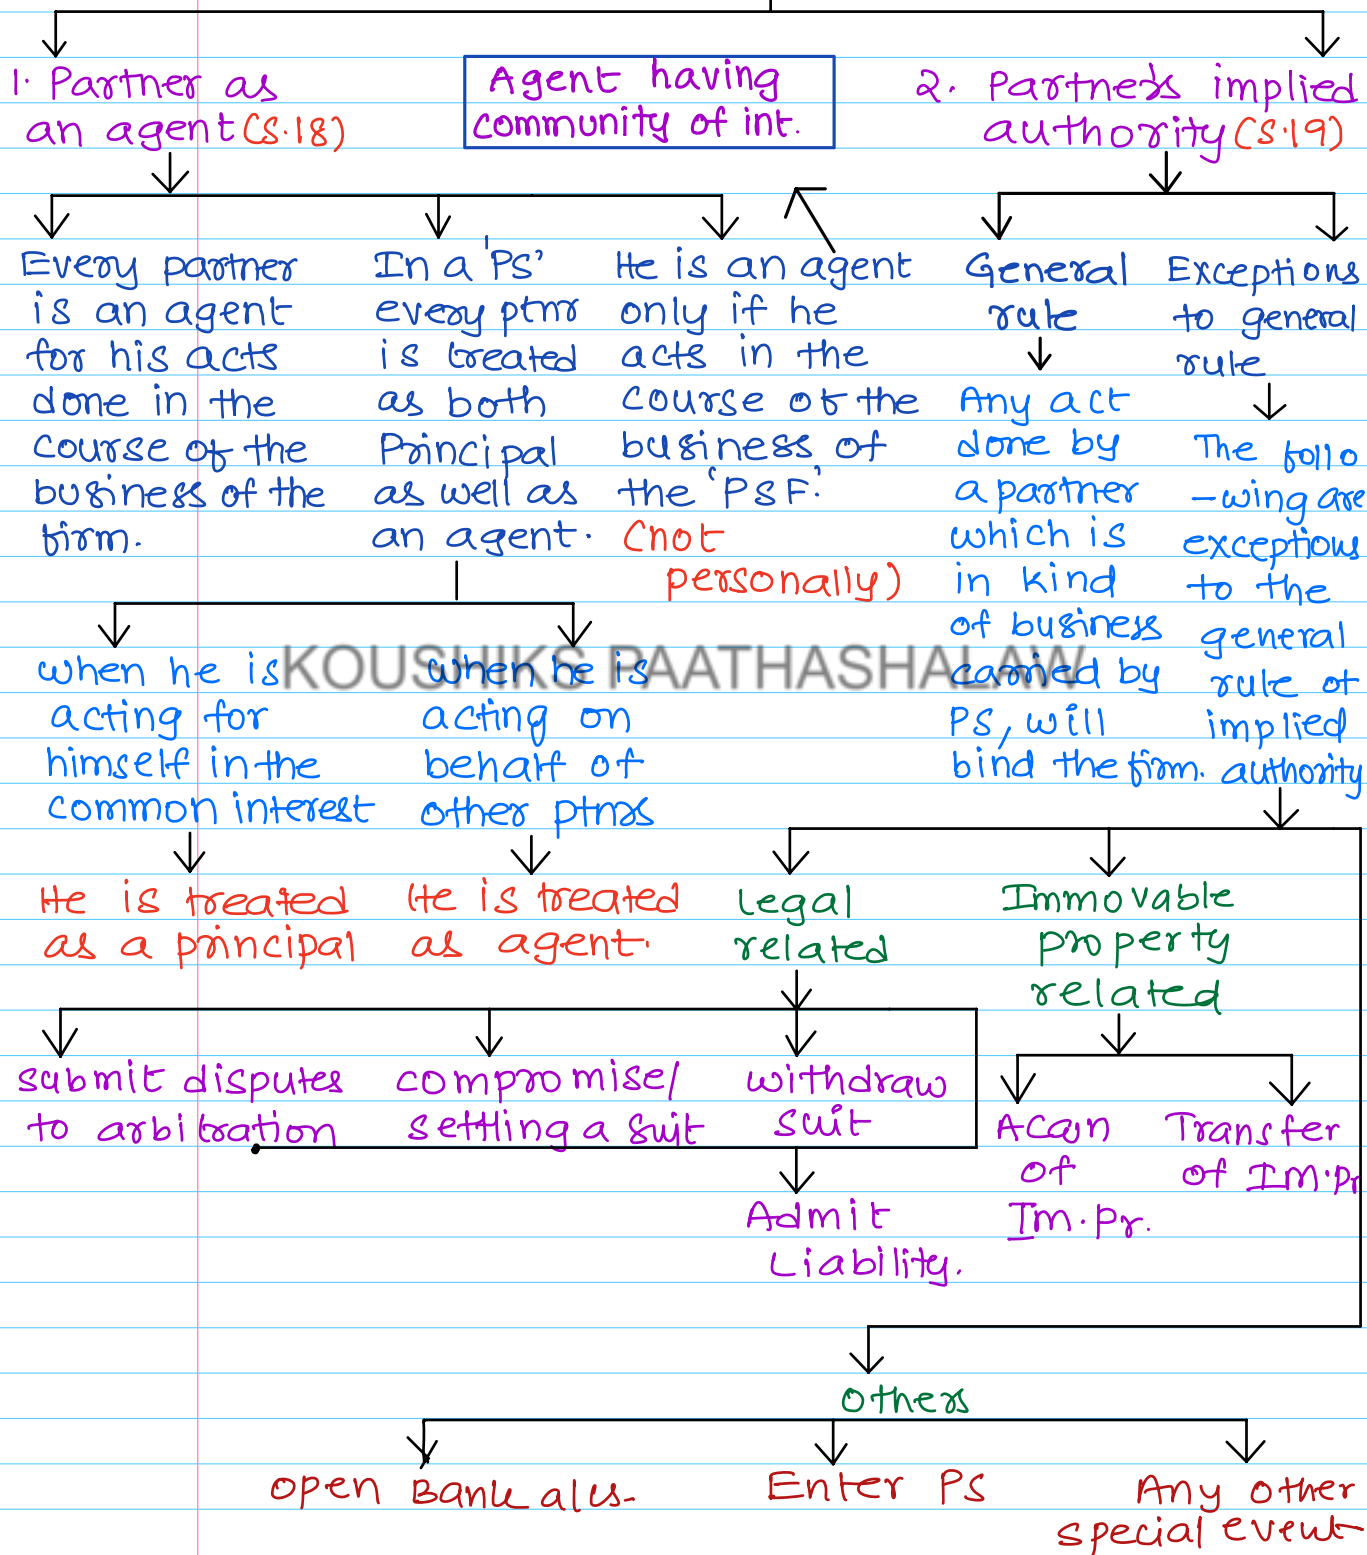 1. Partner as
an agent (S.18)
Agent having
community of int.
2. Partner's implied
authority (S.19)
Every partner
is an agent
for his acts
done in the
course of the
business of the
firm.
In a 'PS'
every ptnr
is treated
as both
Principal
as well as
an agent.
He is an agent
only if he
acts in the
course of the
business of
the 'PSF.'
(not
personally)
General
rule
Any act
done by
a partner
which is
in kind
of business
carried by
PS, will
bind the firm.
Exceptions
to general
rule
The follo
-wing are
exceptions
to the
general
rule of
implied
authority
KOUSHIKS PAATHASHALAW
when he is
acting for
himself in the
common interest
He is treated
as a principal
when he is
acting on
behalf of
other ptnrs
He is treated
as agent.
Legal
related
Immovable
property
related
submit disputes
to arbitration
compromise/
settling a suit
withdraw
suit
Admit
Liability.
Acqn
of
Im.pr.
Transfer
of IM.Pr
Others
Open Bank a/cs.
Enter PS
Any other
special event